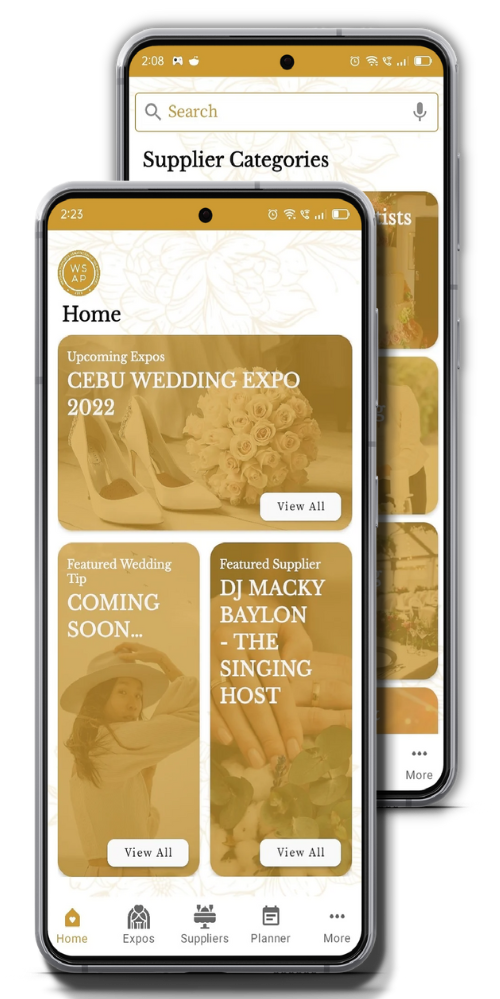 2:08
Search
Supplier Categories
ists
More
2:23
WS
AP
Home
Upcoming Expos
CEBU WEDDING EXPO
2022
View All
Featured Wedding
Tip
COMING
SOON...
View All
Featured Supplier
DJ MACKY
BAYLON
- THE
SINGING
HOST
View All
Home
Expos
Suppliers
Planner
More